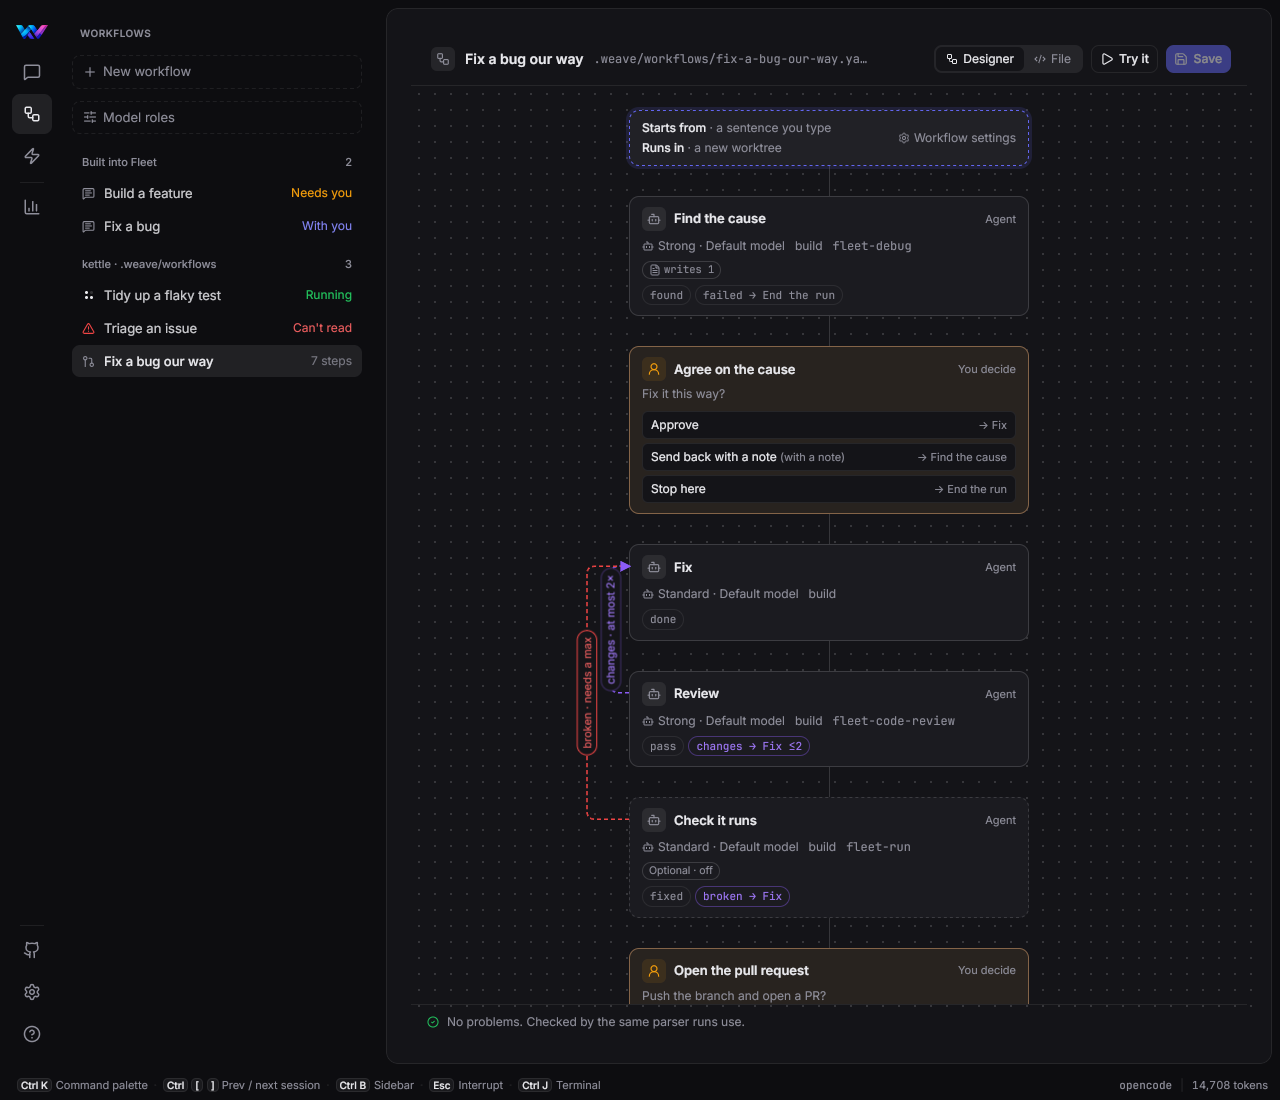 WORKFLOWS
New workflow
Model roles
Built into Fleet 2
Build a feature Needs you
Fix a bug With you
kettle · .weave/workflows 3
Tidy up a flaky test Running
Triage an issue Can't read
Fix a bug our way 7 steps
Fix a bug our way .weave/workflows/fix-a-bug-our-way.ya…
Designer
File
Try it
Save
Starts from · a sentence you type
Runs in · a new worktree
Workflow settings
Find the cause Agent
Strong · Default model build fleet-debug
writes 1
found failed → End the run
Agree on the cause You decide
Fix it this way?
Approve → Fix
Send back with a note (with a note) → Find the cause
Stop here → End the run
Fix Agent
Standard · Default model build
done
changes · at most 2×
broken · needs a max
Review Agent
Strong · Default model build fleet-code-review
pass changes → Fix ≤2
Check it runs Agent
Standard · Default model build fleet-run
Optional · off
fixed broken → Fix
Open the pull request You decide
Push the branch and open a PR?
No problems. Checked by the same parser runs use.
Ctrl K Command palette · Ctrl [ ] Prev / next session · Ctrl B Sidebar · Esc Interrupt · Ctrl J Terminal
opencode 14,708 tokens